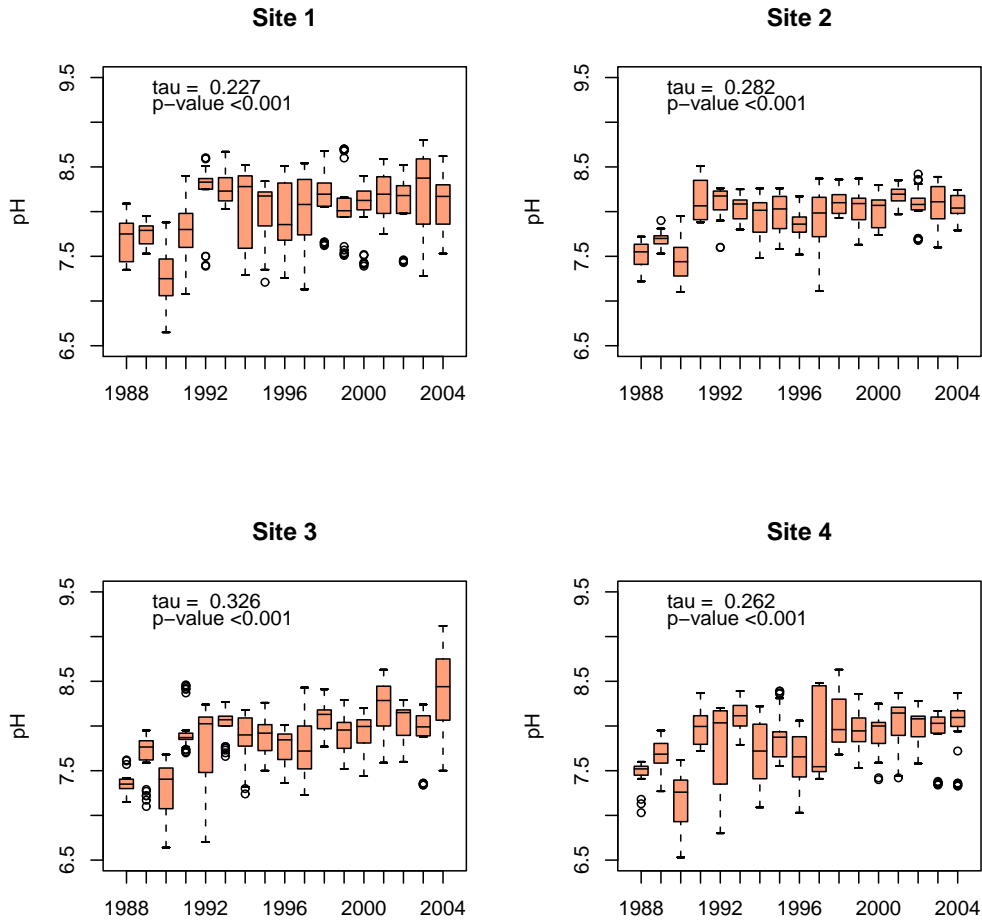 Site 1
tau = 0.227
p-value <0.001
pH
9.5
8.5
7.5
6.5
1988 1992 1996 2000 2004
Site 2
tau = 0.282
p-value <0.001
pH
9.5
8.5
7.5
6.5
1988 1992 1996 2000 2004
Site 3
tau = 0.326
p-value <0.001
pH
9.5
8.5
7.5
6.5
1988 1992 1996 2000 2004
Site 4
tau = 0.262
p-value <0.001
pH
9.5
8.5
7.5
6.5
1988 1992 1996 2000 2004